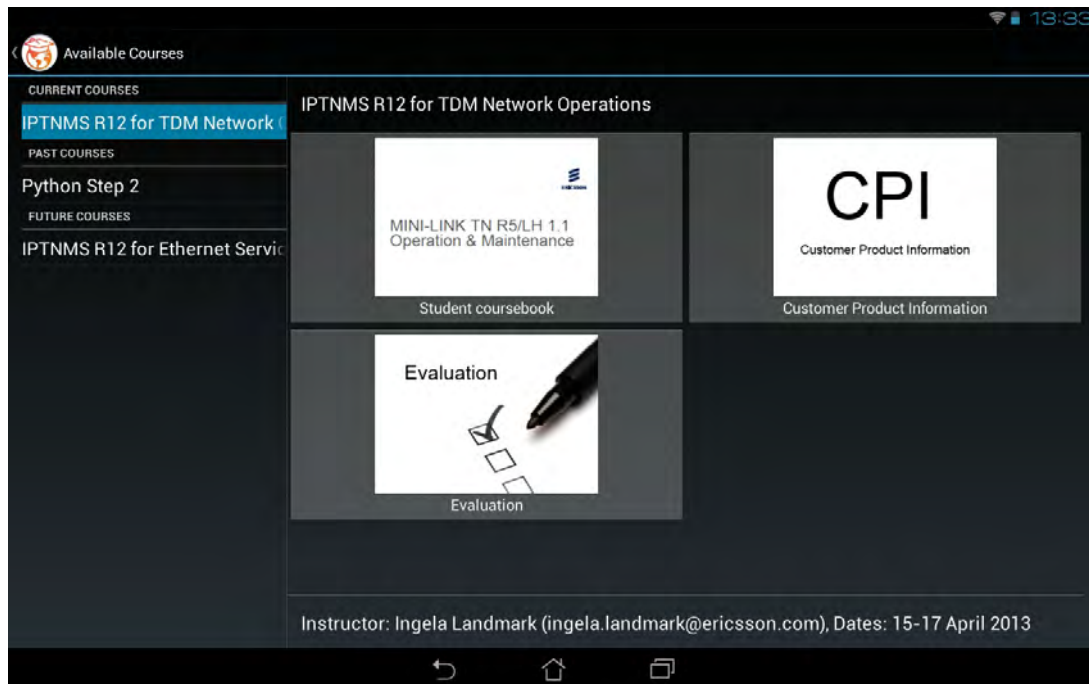 13:33
Available Courses
CURRENT COURSES
IPTNMS R12 for TDM Network
PAST COURSES
Python Step 2
FUTURE COURSES
IPTNMS R12 for Ethernet Servic
IPTNMS R12 for TDM Network Operations
ERICSSON
MINI-LINK TN R5/LH 1.1
Operation & Maintenance
Student coursebook
CPI
Customer Product Information
Customer Product Information
Evaluation
Evaluation
Instructor: Ingela Landmark (ingela.landmark@ericsson.com), Dates: 15-17 April 2013